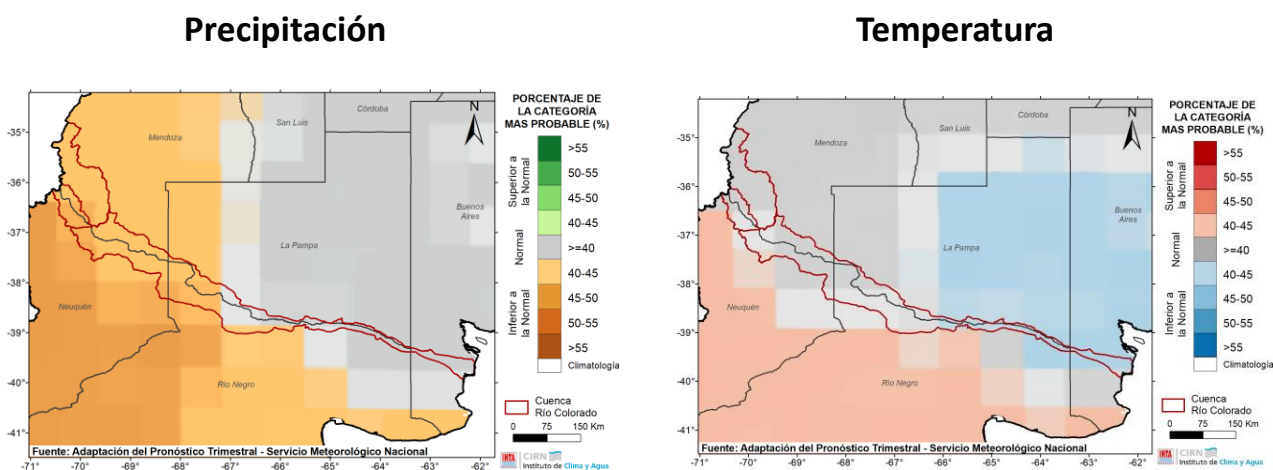 Precipitación
Temperatura
PORCENTAJE DE
LA CATEGORÍA
MAS PROBABLE (%)
Superior a
la Normal
Normal
Inferior a
la Normal
>55
50-55
45-50
40-45
>=40
40-45
45-50
50-55
>55
Climatología
Cuenca
Río Colorado
0 75 150 Km
N
Córdoba
San Luis
Mendoza
Buenos
Aires
La Pampa
Neuquén
Río Negro
-35°
-36°
-37°
-38°
-39°
-40°
-41°
-71° -70° -69° -68° -67° -66° -65° -64° -63° -62°
Fuente: Adaptación del Pronóstico Trimestral - Servicio Meteorológico Nacional
INTA CIRN
Instituto de Clima y Agua
PORCENTAJE DE
LA CATEGORÍA
MAS PROBABLE (%)
Superior a
la Normal
Normal
Inferior a
la Normal
>55
50-55
45-50
40-45
>=40
40-45
45-50
50-55
>55
Climatología
Cuenca
Río Colorado
0 75 150 Km
N
Córdoba
San Luis
Mendoza
Buenos
Aires
La Pampa
Neuquén
Río Negro
-35°
-36°
-37°
-38°
-39°
-40°
-41°
-71° -70° -69° -68° -67° -66° -65° -64° -63° -62°
Fuente: Adaptación del Pronóstico Trimestral - Servicio Meteorológico Nacional
INTA CIRN
Instituto de Clima y Agua